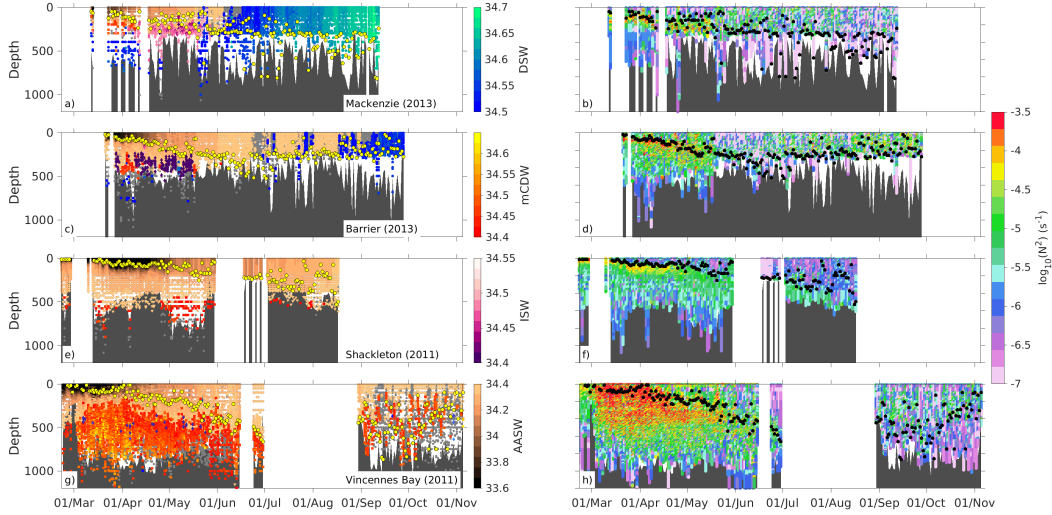 0
500
1000
Depth
a)
Mackenzie (2013)
34.7
34.65
34.6
34.55
34.5
DSW
b)
0
500
1000
Depth
c)
Barrier (2013)
34.6
34.55
34.5
34.45
34.4
mCDW
d)
0
500
1000
Depth
e)
Shackleton (2011)
34.55
34.5
34.45
34.4
ISW
f)
0
500
1000
Depth
g)
Vincennes Bay (2011)
34.4
34.2
34
33.8
33.6
AASW
h)
-3.5
-4
-4.5
-5
-5.5
-6
-6.5
-7
log10(N2) (s-1)
01/Mar 01/Apr 01/May 01/Jun 01/Jul 01/Aug 01/Sep 01/Oct 01/Nov
01/Mar 01/Apr 01/May 01/Jun 01/Jul 01/Aug 01/Sep 01/Oct 01/Nov